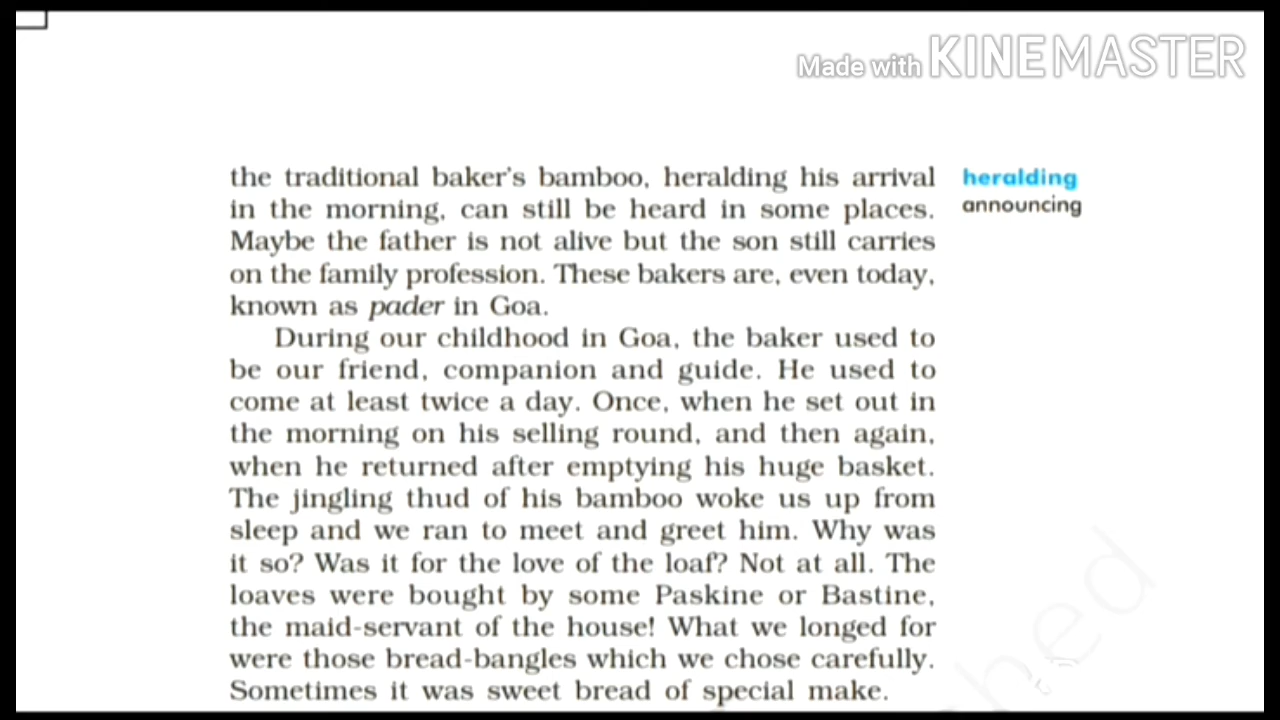 Made with KINEMASTER
the traditional baker's bamboo, heralding his arrival
in the morning, can still be heard in some places.
Maybe the father is not alive but the son still carries
on the family profession. These bakers are, even today,
known as pader in Goa.
During our childhood in Goa, the baker used to
be our friend, companion and guide. He used to
come at least twice a day. Once, when he set out in
the morning on his selling round, and then again,
when he returned after emptying his huge basket.
The jingling thud of his bamboo woke us up from
sleep and we ran to meet and greet him. Why was
it so? Was it for the love of the loaf? Not at all. The
loaves were bought by some Paskine or Bastine,
the maid-servant of the house! What we longed for
were those bread-bangles which we chose carefully.
Sometimes it was sweet bread of special make.
heralding
announcing